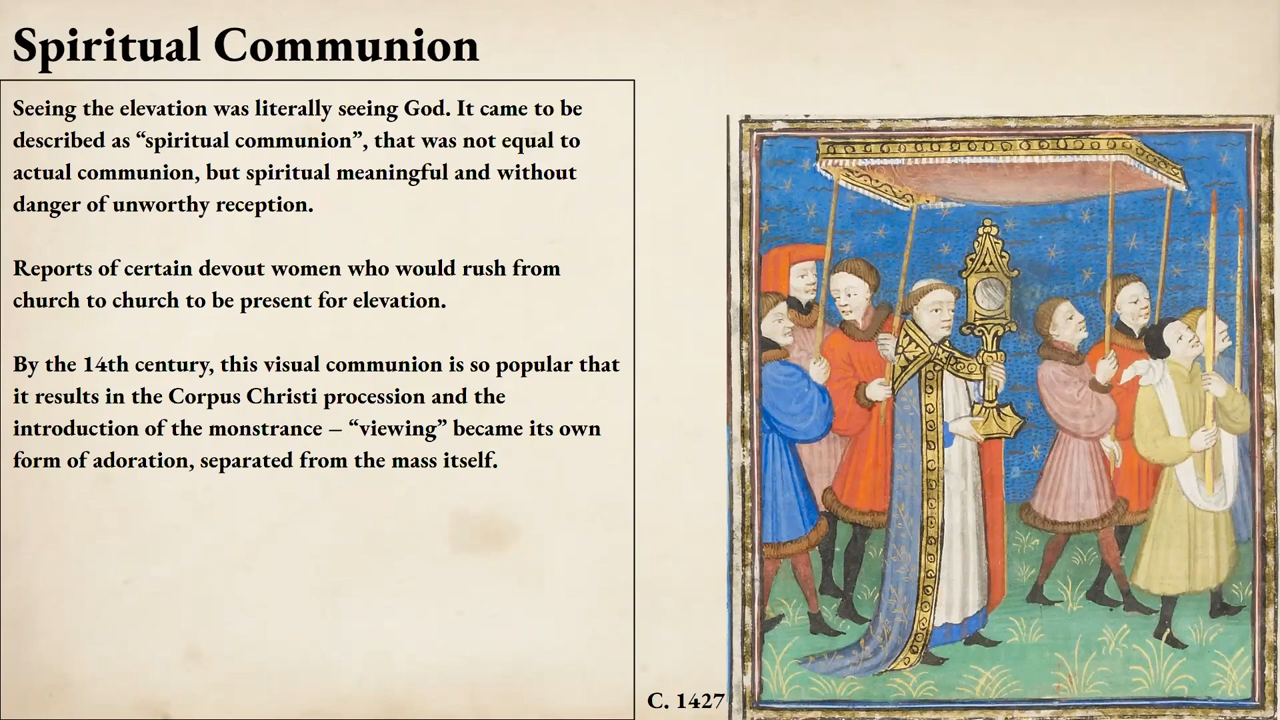 Spiritual Communion
Seeing the elevation was literally seeing God. It came to be
described as “spiritual communion”, that was not equal to
actual communion, but spiritual meaningful and without
danger of unworthy reception.
Reports of certain devout women who would rush from
church to church to be present for elevation.
By the 14th century, this visual communion is so popular that
it results in the Corpus Christi procession and the
introduction of the monstrance – “viewing” became its own
form of adoration, separated from the mass itself.
C. 1427